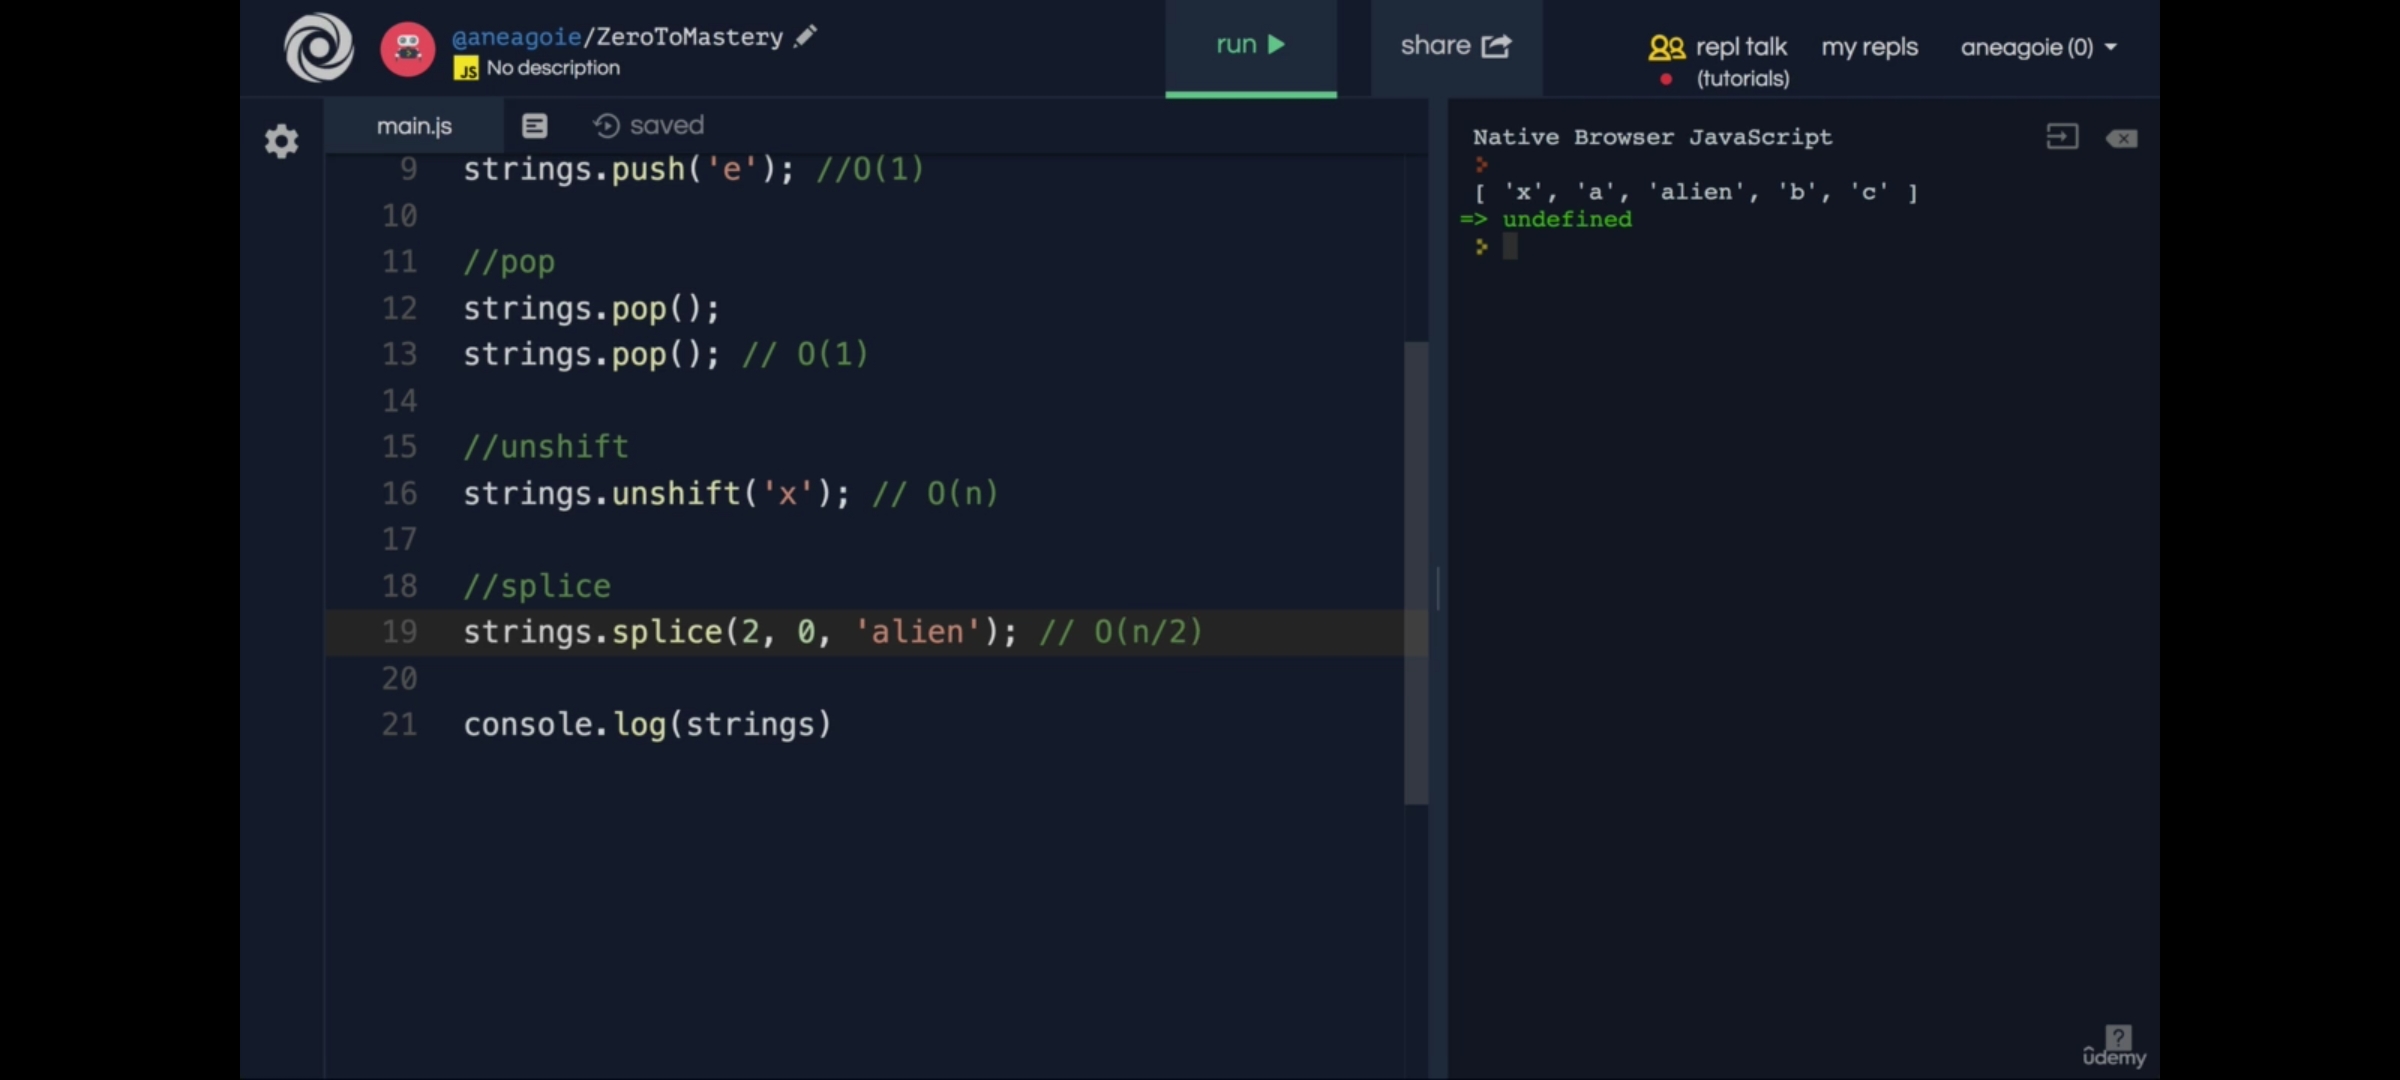 @aneagoie/ZeroToMastery
JS No description
run
share
repl talk
(tutorials)
my repls
aneagoie (0)
main.js
saved
9 strings.push('e'); //O(1)
10
11 //pop
12 strings.pop();
13 strings.pop(); // O(1)
14
15 //unshift
16 strings.unshift('x'); // O(n)
17
18 //splice
19 strings.splice(2, 0, 'alien'); // O(n/2)
20
21 console.log(strings)
Native Browser JavaScript
[ 'x', 'a', 'alien', 'b', 'c' ]
=> undefined
?
ûdemy